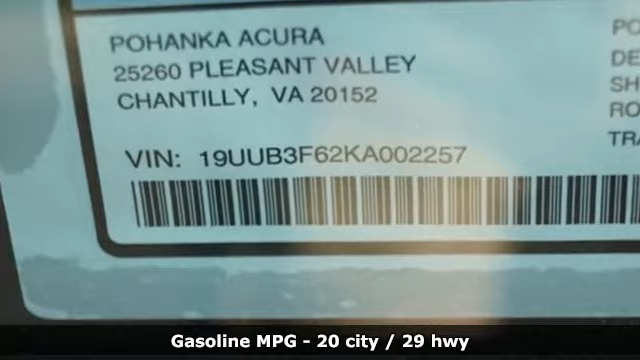 POHANKA ACURA
25260 PLEASANT VALLEY
CHANTILLY, VA 20152
VIN: 19UUB3F62KA002257
PO
DE
SH
RO
TRA
Gasoline MPG - 20 city / 29 hwy